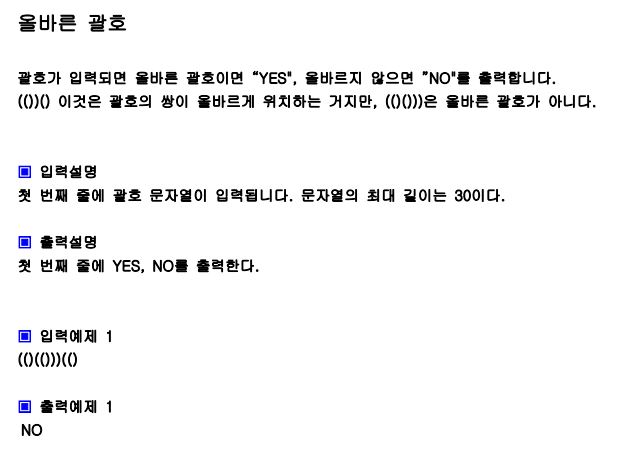 올바른 괄호
괄호가 입력되면 올바른 괄호이면 “YES", 올바르지 않으면 ”NO"를 출력합니다.
(())() 이것은 괄호의 쌍이 올바르게 위치하는 거지만, (()()))은 올바른 괄호가 아니다.
▣ 입력설명
첫 번째 줄에 괄호 문자열이 입력됩니다. 문자열의 최대 길이는 30이다.
▣ 출력설명
첫 번째 줄에 YES, NO를 출력한다.
▣ 입력예제 1
(()(()))(()
▣ 출력예제 1
NO